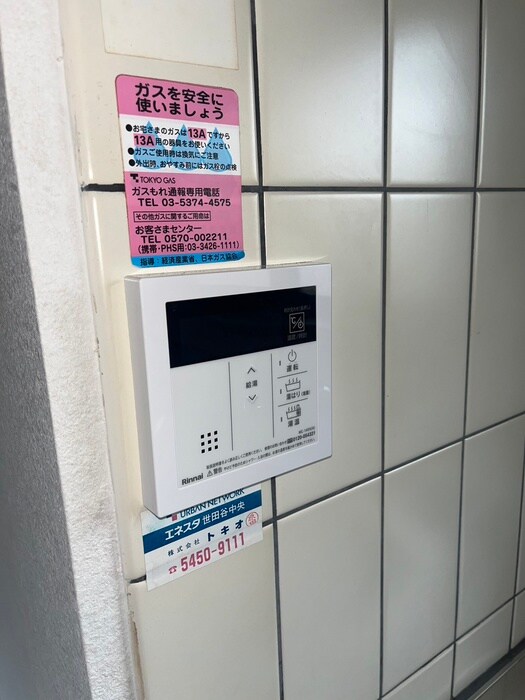 ガスを安全に
使いましょう
●お宅さまのガスは13Aですから
13A用の器具をお使いください
●ガスご使用時は換気にご注意
●外出時、おやすみ前にはガス栓の点検
TOKYO GAS
ガスもれ通報専用電話
TEL 03-5374-4575
その他ガスに関するご用命は
お客さまセンター
TEL 0570-002211
(携帯・PHS用:03-3426-1111)
指導:経済産業省、日本ガス協会
運転
給湯
湯はり
追焚
Rinnai
警告
URBAN NETWORK
エネスタ世田谷中央
株式会社 トキオ
☎5450-9111